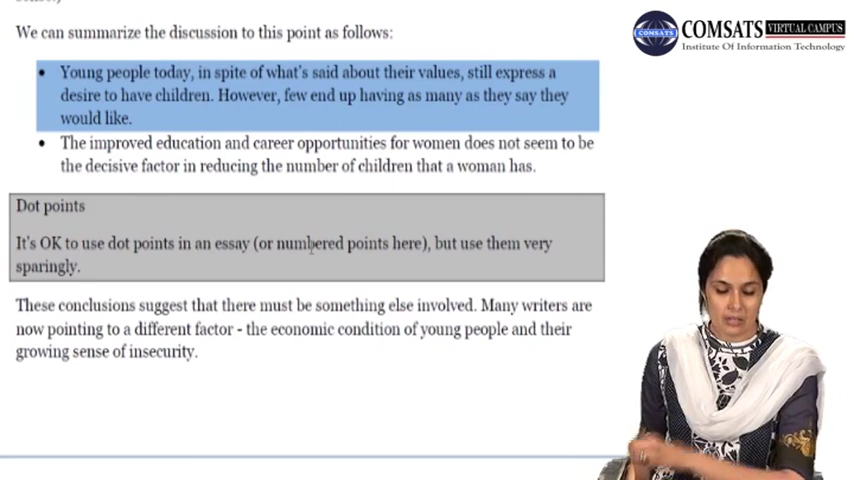 We can summarize the discussion to this point as follows:
• Young people today, in spite of what's said about their values, still express a
desire to have children. However, few end up having as many as they say they
would like.
• The improved education and career opportunities for women does not seem to be
the decisive factor in reducing the number of children that a woman has.
Dot points
It's OK to use dot points in an essay (or numbered points here), but use them very
sparingly.
These conclusions suggest that there must be something else involved. Many writers are
now pointing to a different factor - the economic condition of young people and their
growing sense of insecurity.
COMSATS
COMSATS VIRTUAL CAMPUS
Institute Of Information Technology